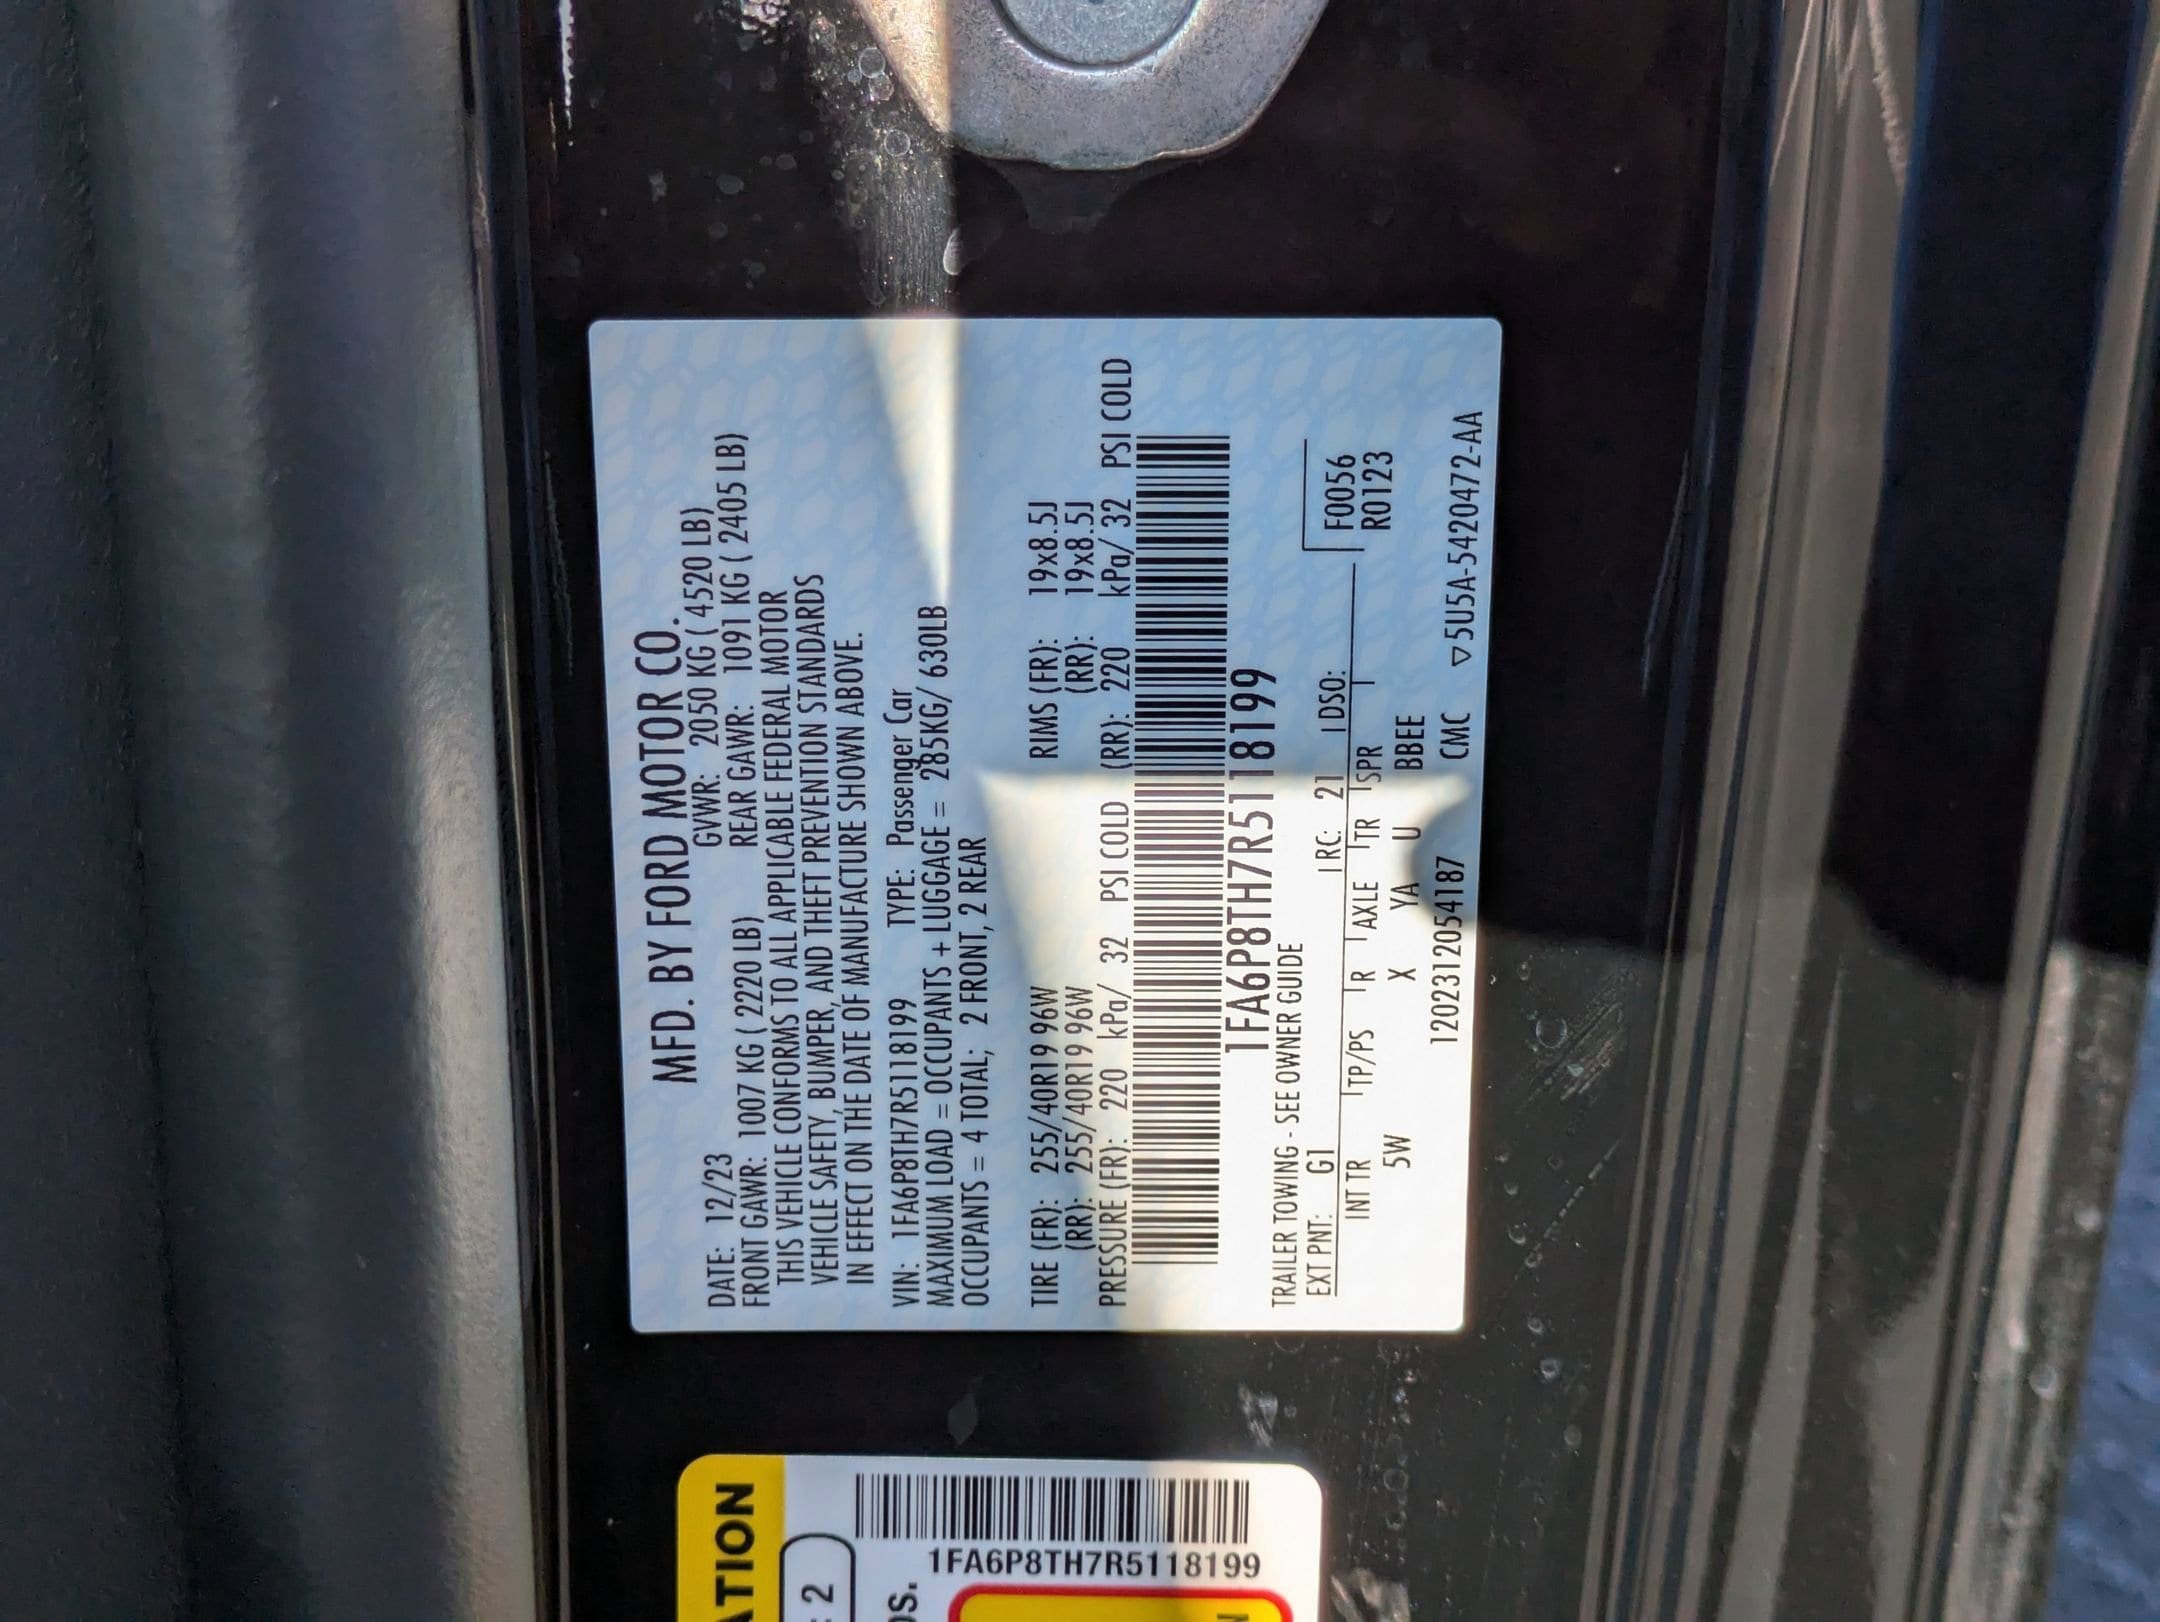 MFD. BY FORD MOTOR CO.
DATE: 12/23 GVWR: 2050 KG ( 4520 LB)
FRONT GAWR: 1007 KG ( 2220 LB) REAR GAWR: 1091 KG ( 2405 LB)
THIS VEHICLE CONFORMS TO ALL APPLICABLE FEDERAL MOTOR
VEHICLE SAFETY, BUMPER, AND THEFT PREVENTION STANDARDS
IN EFFECT ON THE DATE OF MANUFACTURE SHOWN ABOVE.
VIN: 1FA6P8TH7R5118199 TYPE: Passenger Car
MAXIMUM LOAD = OCCUPANTS + LUGGAGE = 285KG/ 630LB
OCCUPANTS = 4 TOTAL; 2 FRONT, 2 REAR
TIRE (FR): 255/40R19 96W RIMS (FR): 19x8.5J
(RR): 255/40R19 96W (RR): 19x8.5J
PRESSURE (FR): 220 kPa/ 32 PSI COLD (RR): 220 kPa/ 32 PSI COLD
1FA6P8TH7R5118199
TRAILER TOWING - SEE OWNER GUIDE
EXT PNT: G1 RC: 21 DSO: F0056
INT TR TP/PS R AXLE TR SPR R0123
5W X YA U BBEE
1202312054187 CMC ▽5U5A-5420472-AA
ATION
2
1FA6P8TH7R5118199
OS.
N